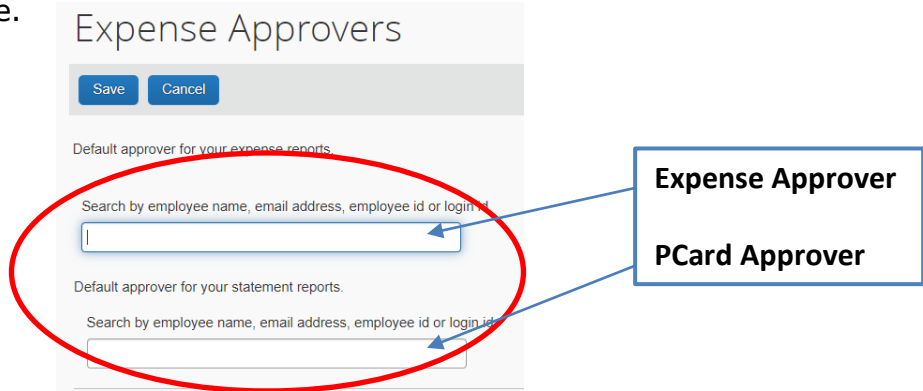 e.
Expense Approvers
Save Cancel
Default approver for your expense reports.
Search by employee name, email address, employee id or login id
Expense Approver
PCard Approver
Default approver for your statement reports.
Search by employee name, email address, employee id or login id